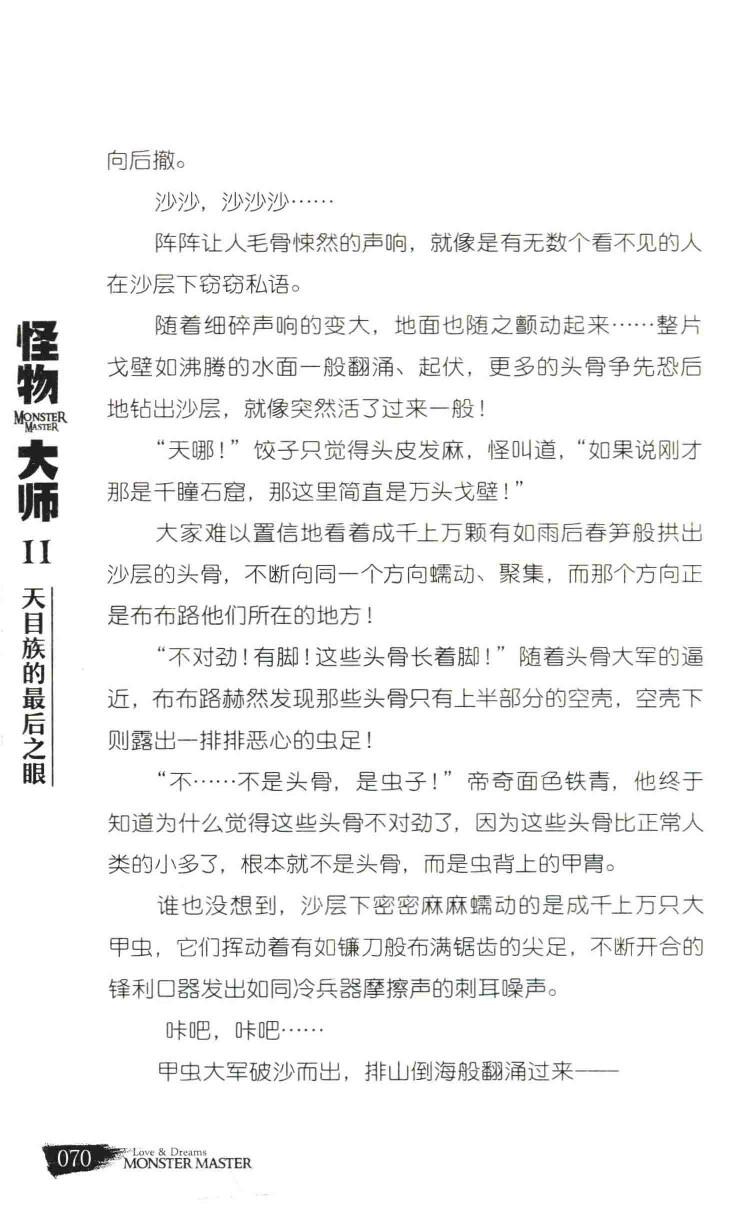 向后撤。
沙沙，沙沙沙……
阵阵让人毛骨悚然的声响，就像是有无数个看不见的人
在沙层下窃窃私语。
随着细碎声响的变大，地面也随之颤动起来……整片
戈壁如沸腾的水面一般翻涌、起伏，更多的头骨争先恐后
地钻出沙层，就像突然活了过来一般！
“天哪！”饺子只觉得头皮发麻，怪叫道，“如果说刚才
那是千瞳石窟，那这里简直是万头戈壁！”
大家难以置信地看着成千上万颗有如雨后春笋般拱出
沙层的头骨，不断向同一个方向蠕动、聚集，而那个方向正
是布布路他们所在的地方！
“不对劲！有脚！这些头骨长着脚！”随着头骨大军的逼
近，布布路赫然发现那些头骨只有上半部分的空壳，空壳下
则露出一排排恶心的虫足！
“不……不是头骨，是虫子！”帝奇面色铁青，他终于
知道为什么觉得这些头骨不对劲了，因为这些头骨比正常人
类的小多了，根本就不是头骨，而是虫背上的甲胄。
谁也没想到，沙层下密密麻麻蠕动的是成千上万只大
甲虫，它们挥动着有如镰刀般布满锯齿的尖足，不断开合的
锋利口器发出如同冷兵器摩擦声的刺耳噪声。
咔吧，咔吧……
甲虫大军破沙而出，排山倒海般翻涌过来——
怪物
MONSTER
MASTER
大师
II
天目族的最后之眼
070
Love & Dreams
MONSTER MASTER